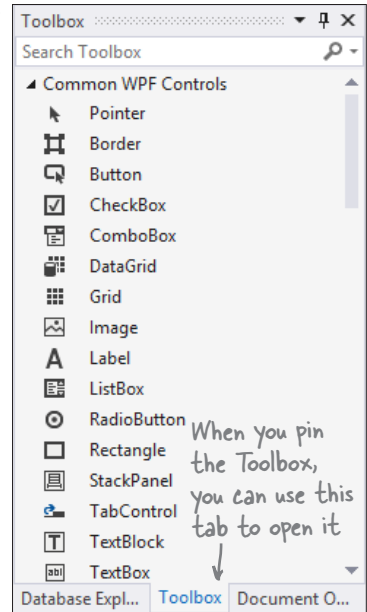 Toolbox
Search Toolbox
Common WPF Controls
Pointer
Border
Button
CheckBox
ComboBox
DataGrid
Grid
Image
Label
ListBox
RadioButton
Rectangle
StackPanel
TabControl
TextBlock
TextBox
When you pin
the Toolbox,
you can use this
tab to open it
Database Expl... Toolbox Document O...